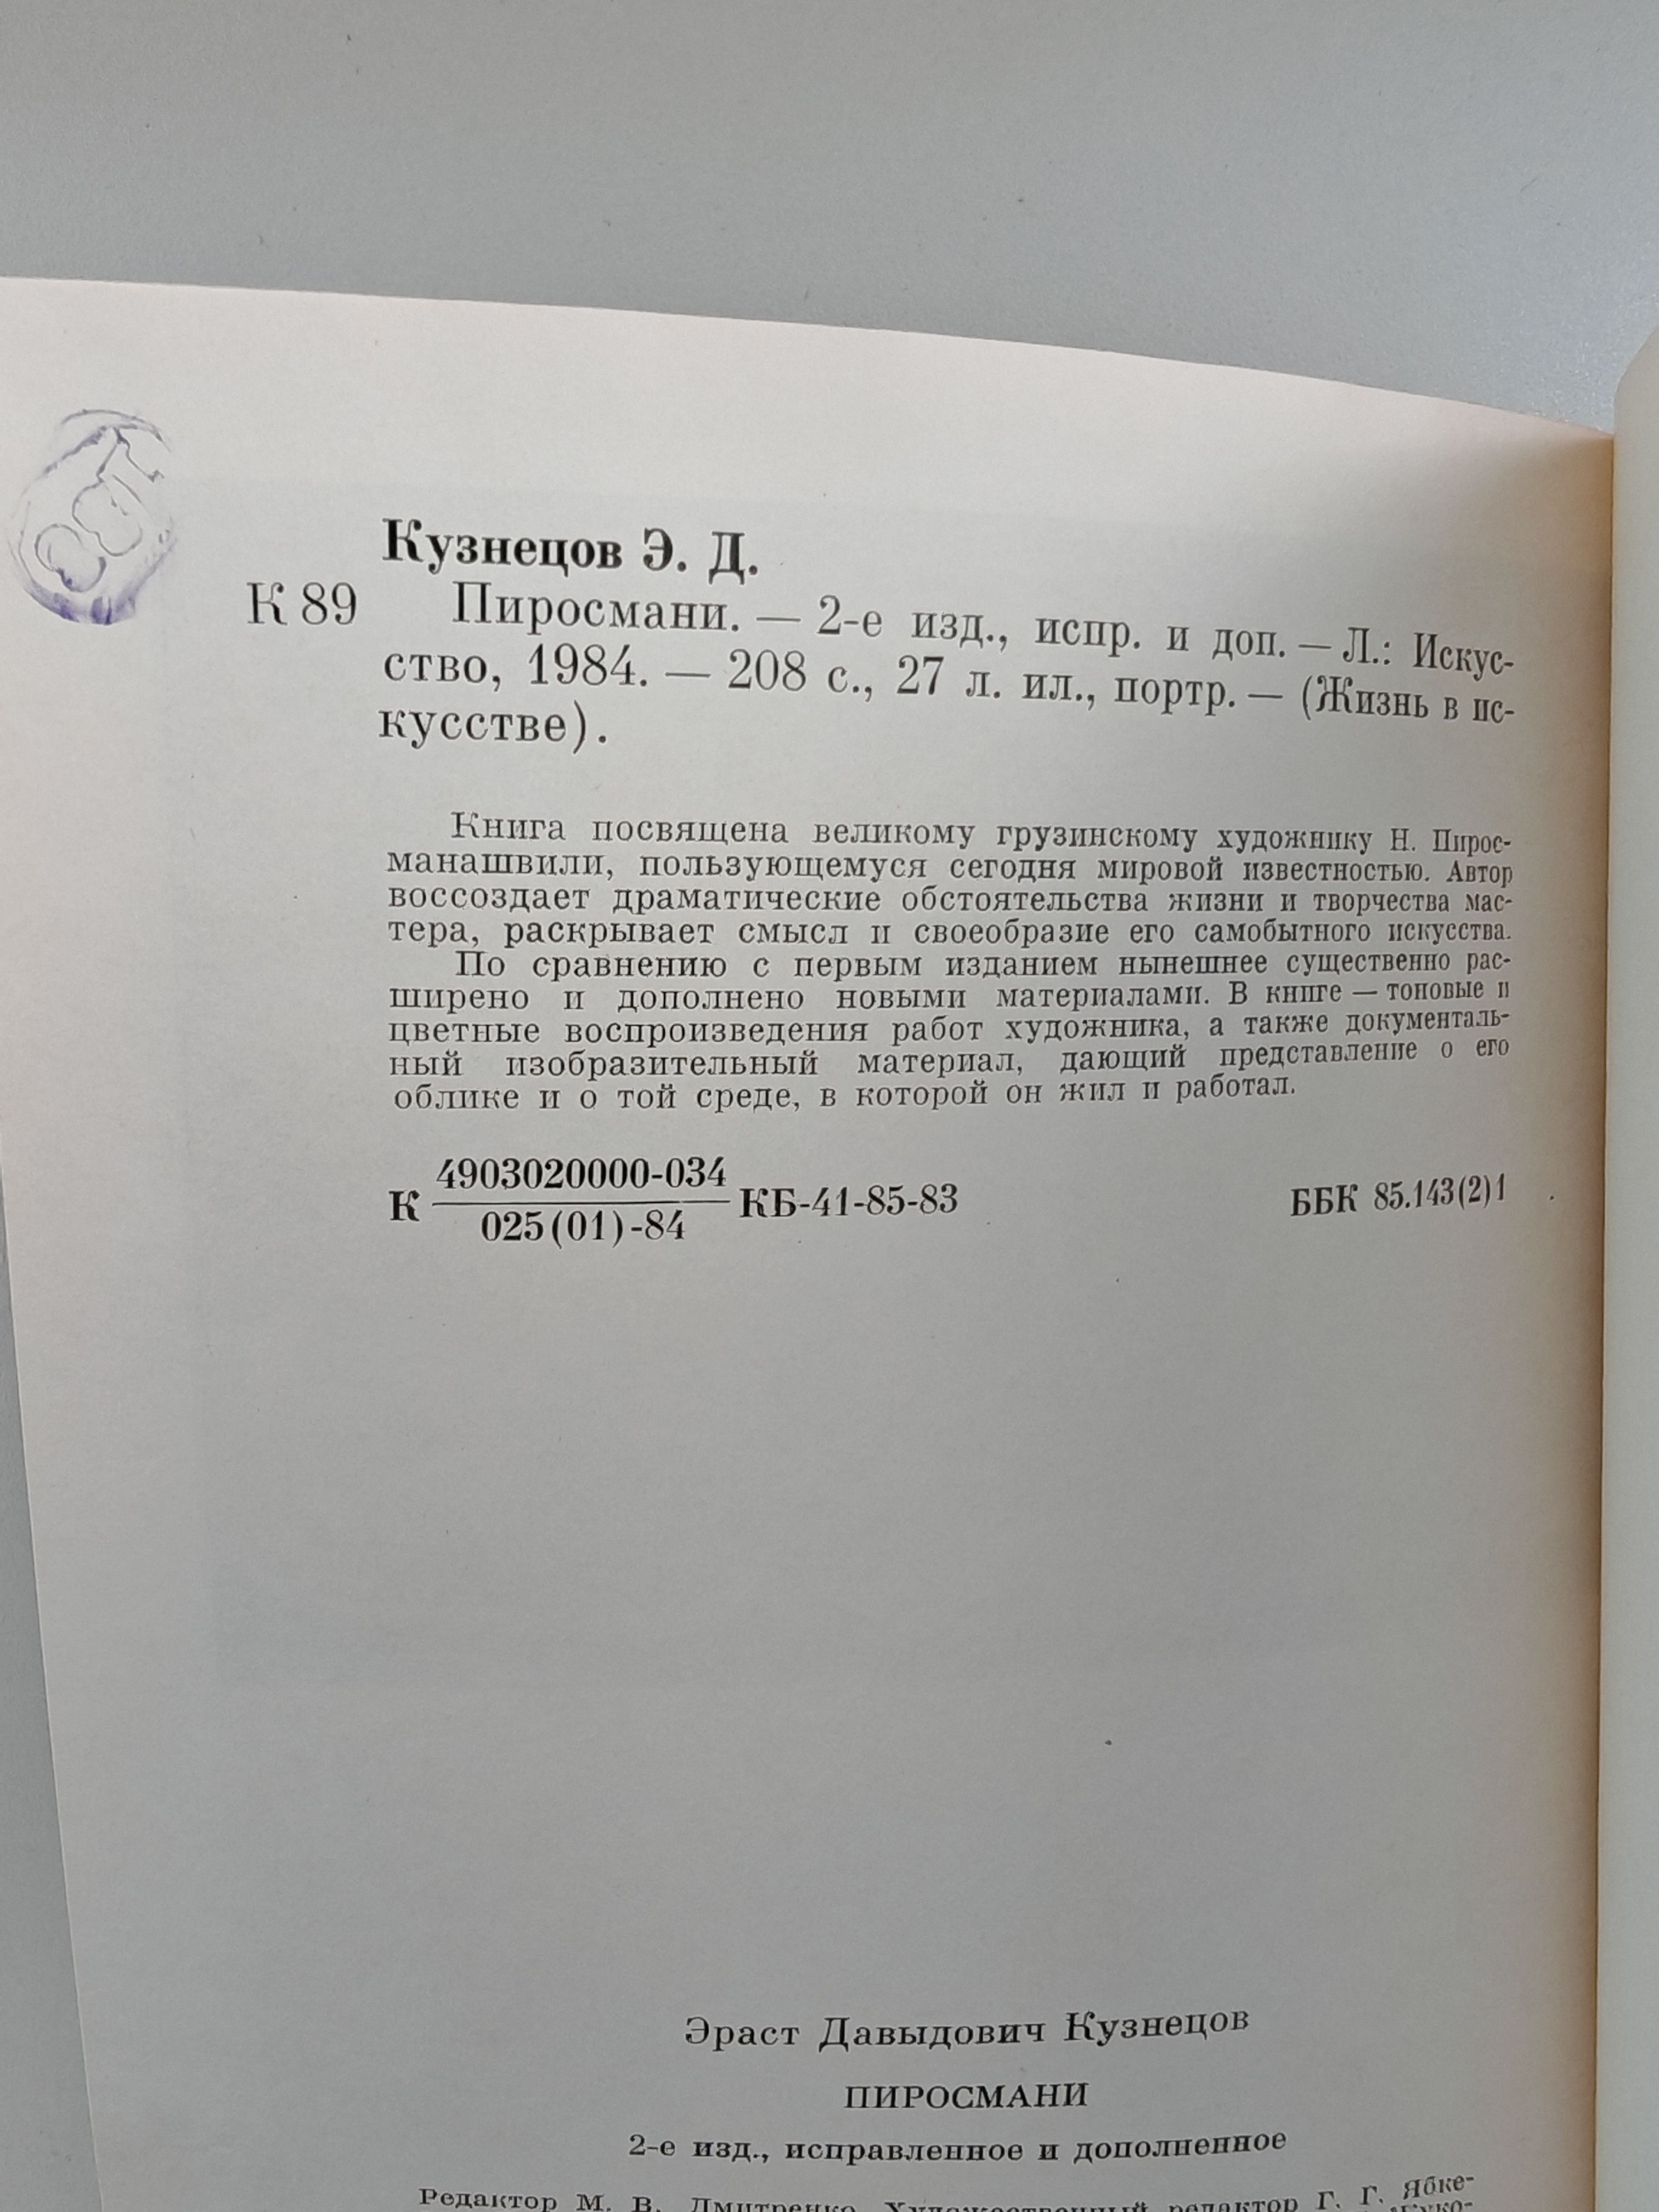 Кузнецов Э. Д.
К 89 Пиросмани. — 2-е изд., испр. и доп. — Л.: Искус-
ство, 1984. — 208 с., 27 л. ил., портр. — (Жизнь в ис-
кусстве).
Книга посвящена великому грузинскому художнику Н. Пирос-
манашвили, пользующемуся сегодня мировой известностью. Автор
воссоздает драматические обстоятельства жизни и творчества мас-
тера, раскрывает смысл и своеобразие его самобытного искусства.
По сравнению с первым изданием нынешнее существенно рас-
ширено и дополнено новыми материалами. В книге — тоновые и
цветные воспроизведения работ художника, а также документаль-
ный изобразительный материал, дающий представление о его
облике и о той среде, в которой он жил и работал.
4903020000-034
К КБ-41-85-83 ББК 85.143(2)1
025(01)-84
Эраст Давыдович Кузнецов
ПИРОСМАНИ
2-е изд., исправленное и дополненное
Редактор М. В. Дмитренко. Художественный редактор Г. Г. Ябке-